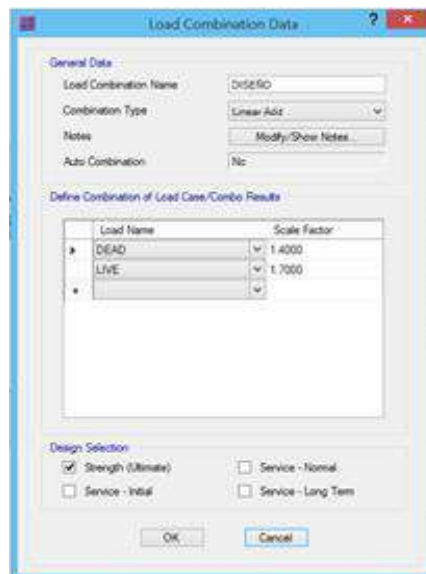 Load Combination Data
?
General Data
Load Combination Name DISEÑO
Combination Type Linear Add
Notes Modify/Show Notes...
Auto Combination No
Define Combination of Load Case/Combo Results
Load Name Scale Factor
DEAD 1.4000
LIVE 1.7000
Design Selection
Strength (Ultimate) Service - Normal
Service - Initial Service - Long Term
OK Cancel